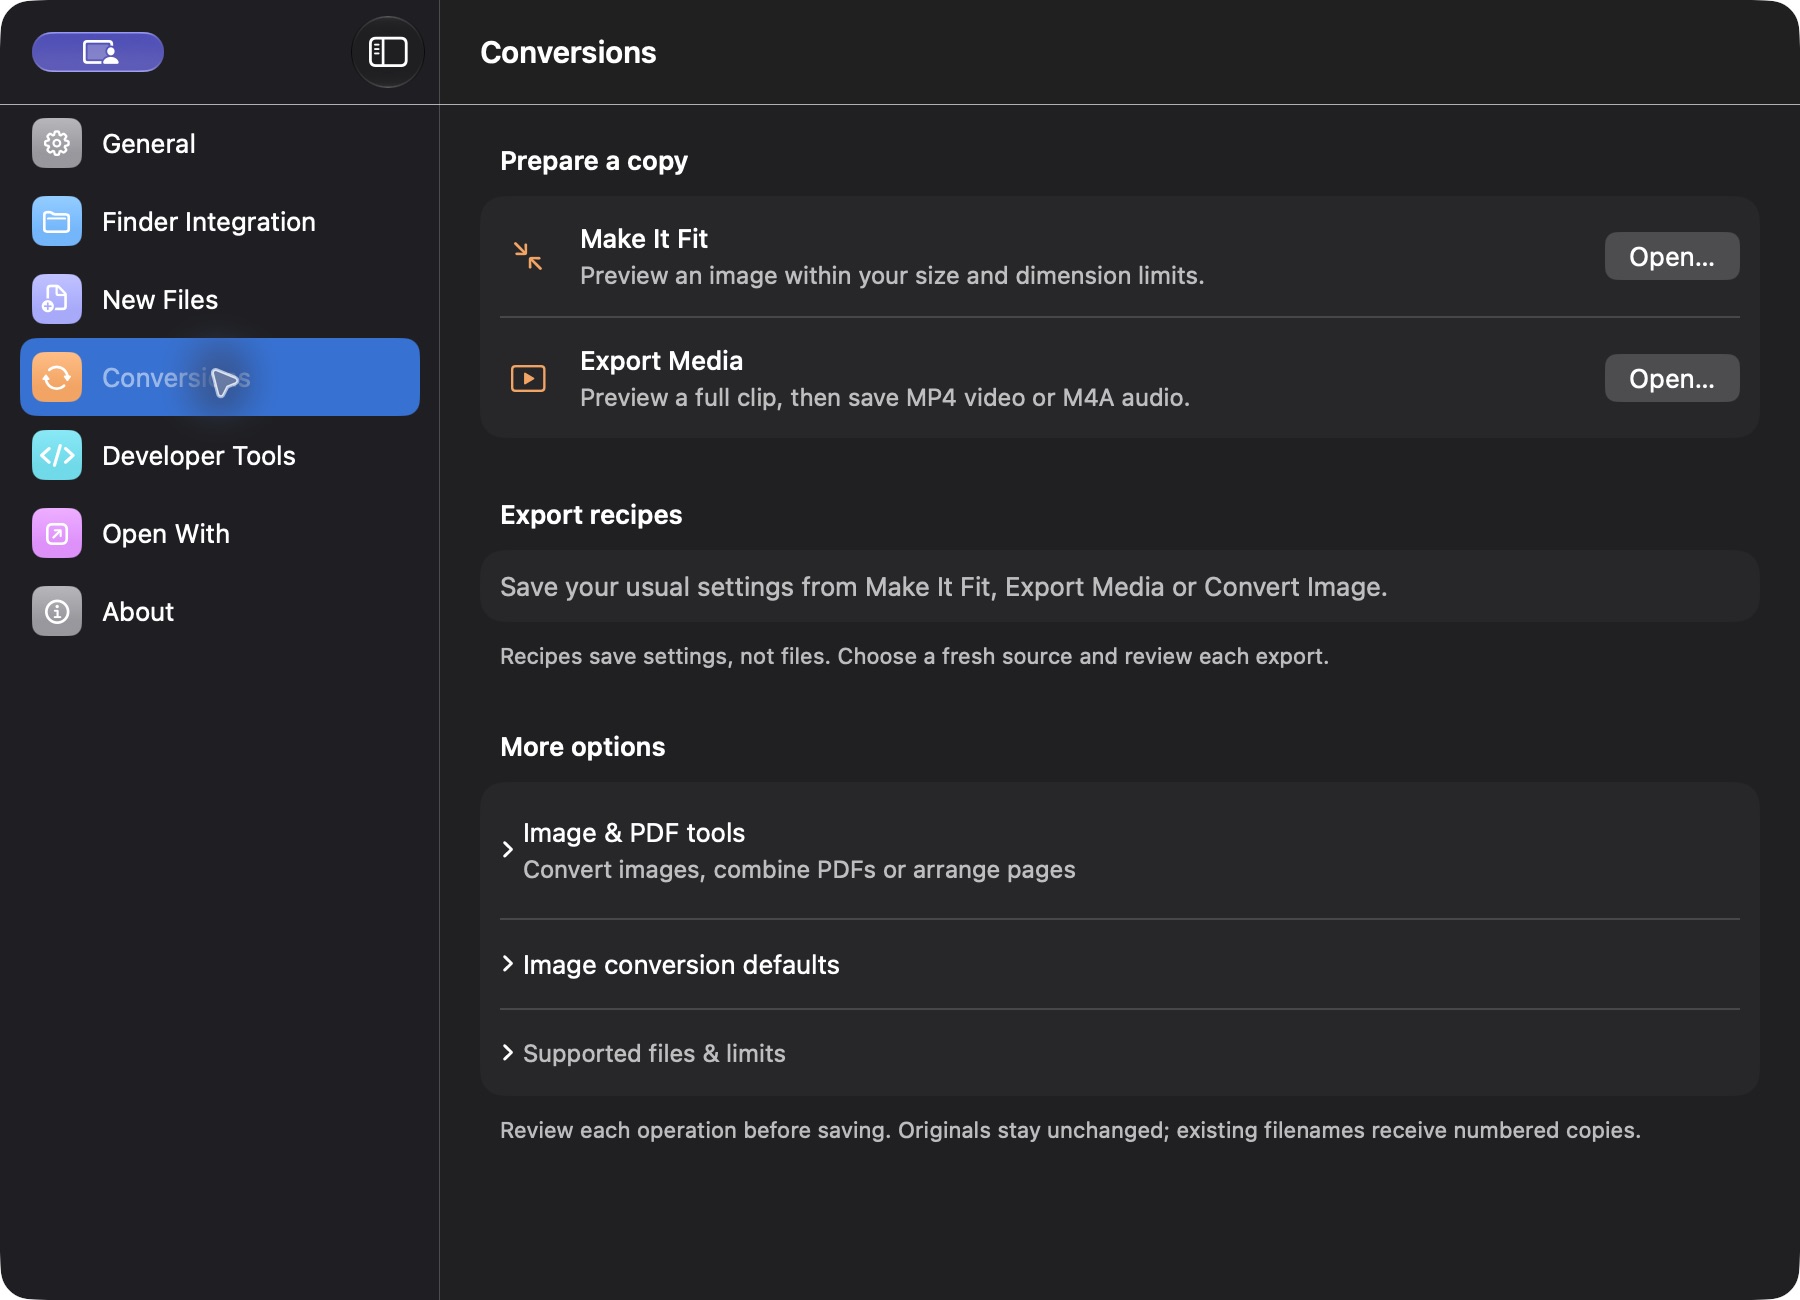 Conversions
General
Finder Integration
New Files
Conversions
Developer Tools
Open With
About
Prepare a copy
Make It Fit
Preview an image within your size and dimension limits.
Open...
Export Media
Preview a full clip, then save MP4 video or M4A audio.
Open...
Export recipes
Save your usual settings from Make It Fit, Export Media or Convert Image.
Recipes save settings, not files. Choose a fresh source and review each export.
More options
Image & PDF tools
Convert images, combine PDFs or arrange pages
Image conversion defaults
Supported files & limits
Review each operation before saving. Originals stay unchanged; existing filenames receive numbered copies.